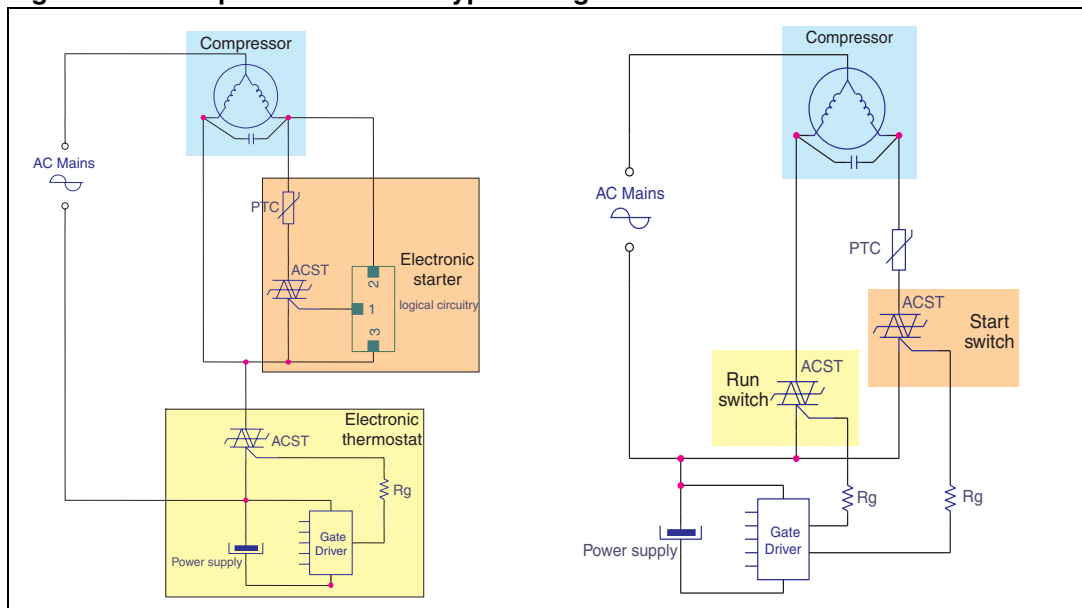 Compressor
AC Mains
PTC
ACST
Electronic
starter
logical circuitry
2
1
3
Electronic
thermostat
ACST
Rg
Gate
Driver
Power supply
Compressor
AC Mains
PTC
ACST
Start
switch
Run
switch
ACST
Rg
Rg
Gate
Driver
Power supply